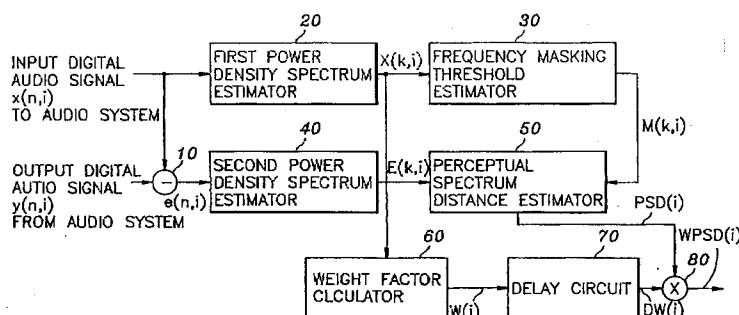 20
30
INPUT DIGITAL
AUDIO SIGNAL
x(n,i)
TO AUDIO SYSTEM
FIRST POWER
DENSITY SPECTRUM
ESTIMATOR
X(k,i)
FREQUENCY MASKING
THRESHOLD
ESTIMATOR
M(k,i)
40
50
10
OUTPUT DIGITAL
AUTIO SIGNAL
y(n,i)
FROM AUDIO SYSTEM
−
e(n,i)
SECOND POWER
DENSITY SPECTRUM
ESTIMATOR
E(k,i)
PERCEPTUAL
SPECTRUM
DISTANCE ESTIMATOR
PSD(i)
WPSD(i)
60
70
80
WEIGHT FACTOR
CLCULATOR
W(i)
DELAY CIRCUIT
DW(i)
X